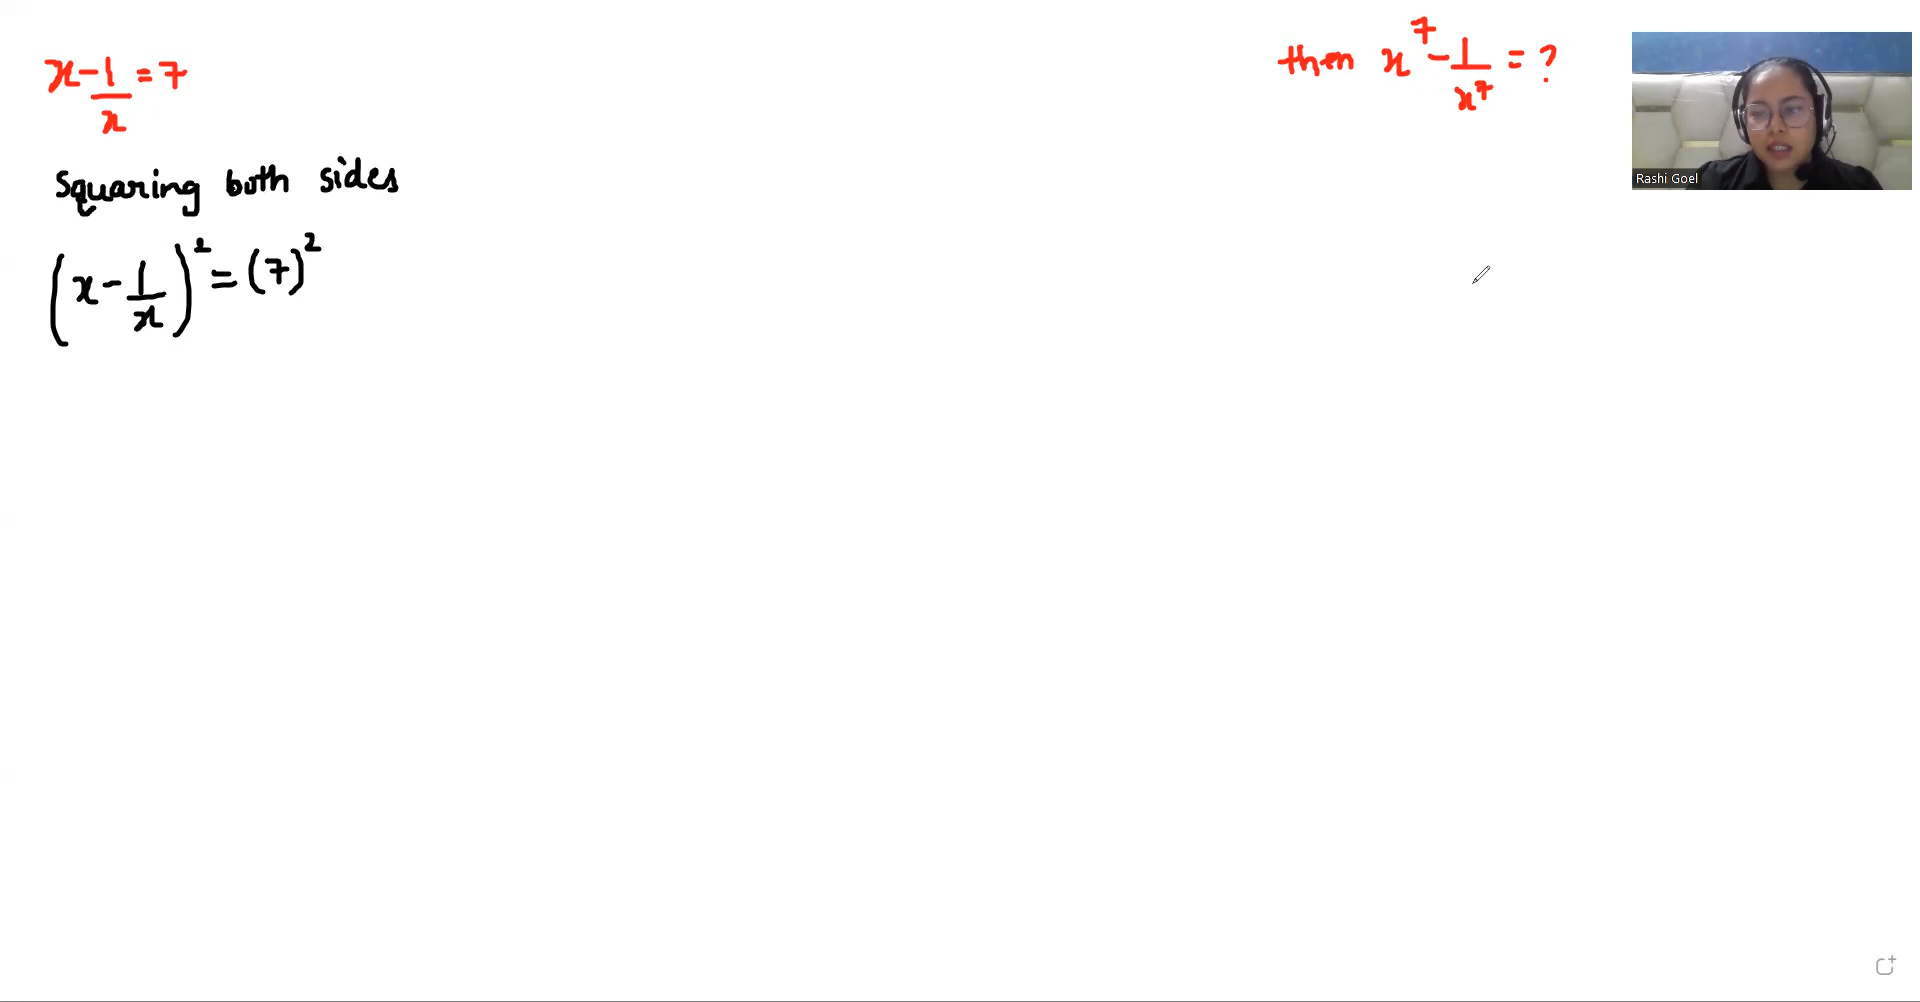 x - 1/x = 7
then x^7 - 1/x^7 = ?
Rashi Goel
Squaring both sides
(x - 1/x)^2 = (7)^2